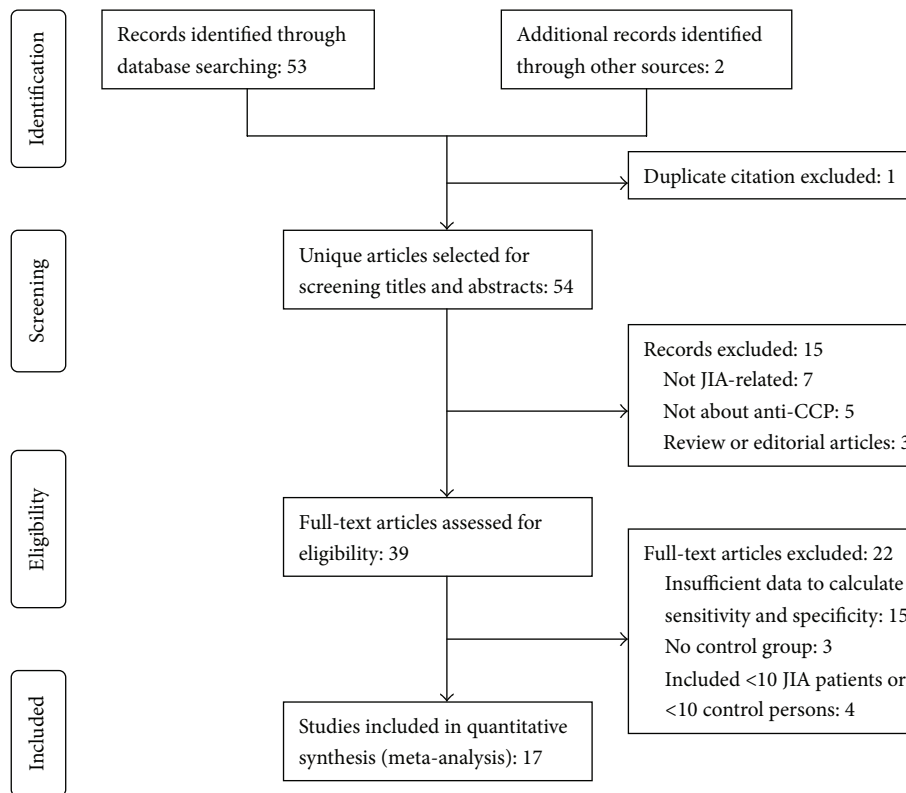 Identification
Records identified through
database searching: 53
Additional records identified
through other sources: 2
Duplicate citation excluded: 1
Screening
Unique articles selected for
screening titles and abstracts: 54
Records excluded: 15
Not JIA-related: 7
Not about anti-CCP: 5
Review or editorial articles: 3
Eligibility
Full-text articles assessed for
eligibility: 39
Full-text articles excluded: 22
Insufficient data to calculate
sensitivity and specificity: 15
No control group: 3
Included <10 JIA patients or
<10 control persons: 4
Included
Studies included in quantitative
synthesis (meta-analysis): 17